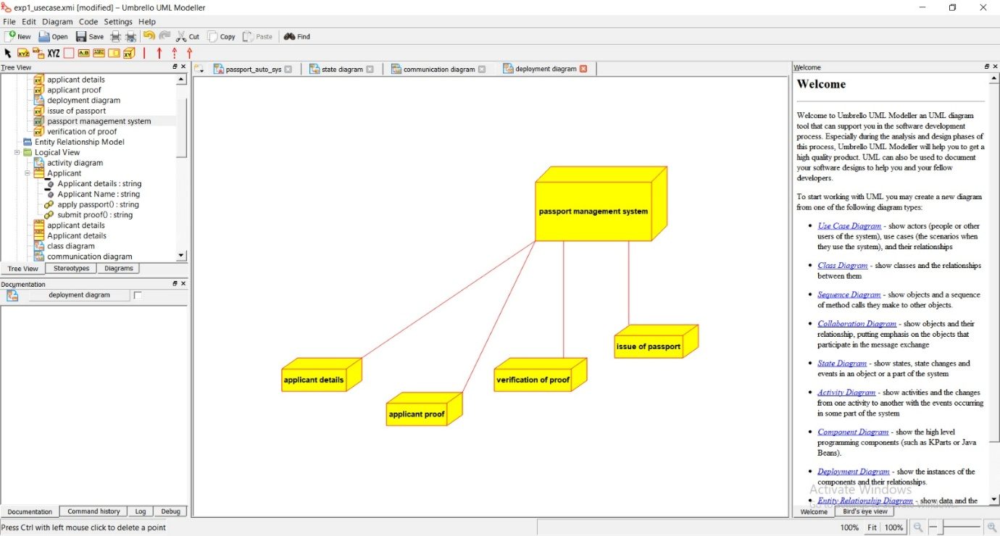 exp1_usecase.xmi [modified] – Umbrello UML Modeller
File Edit Diagram Code Settings Help
New Open Save Cut Copy Paste Find
XYZ
Tree View
applicant details
applicant proof
deployment diagram
issue of passport
passport management system
verification of proof
Entity Relationship Model
Logical View
activity diagram
Applicant
Applicant details : string
Applicant Name : string
apply passport() : string
submit proof() : string
applicant details
Applicant details
class diagram
communication diagram
Tree View Stereotypes Diagrams
Documentation
deployment diagram
Documentation Command history Log Debug
Press Ctrl with left mouse click to delete a point
passport_auto_sys state diagram communication diagram deployment diagram
passport management system
issue of passport
applicant details
verification of proof
applicant proof
Welcome
Welcome
Welcome to Umbrello UML Modeller an UML diagram
tool that can support you in the software development
process. Especially during the analysis and design phases of
this process, Umbrello UML Modeller will help you to get a
high quality product. UML can also be used to document
your software designs to help you and your fellow
developers.
To start working with UML you may create a new diagram
from one of the following diagram types:
• Use Case Diagram - show actors (people or other
users of the system), use cases (the scenarios when
they use the system), and their relationships
• Class Diagram - show classes and the relationships
between them
• Sequence Diagram - show objects and a sequence
of method calls they make to other objects.
• Collaboration Diagram - show objects and their
relationship, putting emphasis on the objects that
participate in the message exchange
• State Diagram - show states, state changes and
events in an object or a part of the system
• Activity Diagram - show activities and the changes
from one activity to another with the events occurring
in some part of the system
• Component Diagram - show the high level
programming components (such as KParts or Java
Beans).
• Deployment Diagram - show the instances of the
components and their relationships.
Activate Windows
• Entity Relationship Diagram - show data and the
Welcome Bird's eye view
100% Fit 100%